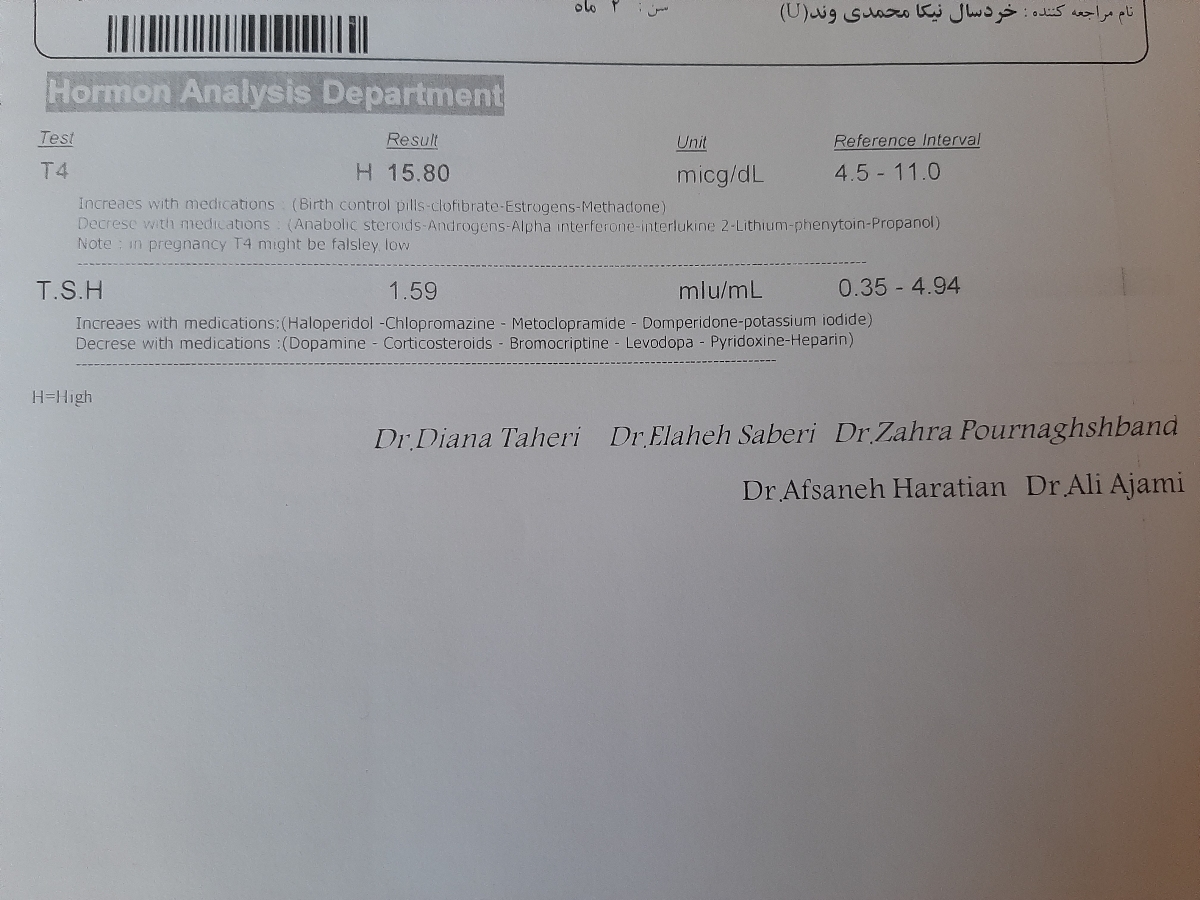 نام مراجعه کننده : خردسال نیکا محمدی وند(U) سن : ۲ ماه
Hormon Analysis Department
Test Result Unit Reference Interval
T4 H 15.80 micg/dL 4.5 - 11.0
Increaes with medications : (Birth control pills-clofibrate-Estrogens-Methadone)
Decrese with medications : (Anabolic steroids-Androgens-Alpha interferone-interlukine 2-Lithium-phenytoin-Propanol)
Note : in pregnancy T4 might be falsley low
T.S.H 1.59 mIu/mL 0.35 - 4.94
Increaes with medications:(Haloperidol -Chlopromazine - Metoclopramide - Domperidone-potassium iodide)
Decrese with medications :(Dopamine - Corticosteroids - Bromocriptine - Levodopa - Pyridoxine-Heparin)
H=High
Dr.Diana Taheri Dr.Elaheh Saberi Dr.Zahra Pournaghshband
Dr.Afsaneh Haratian Dr.Ali Ajami